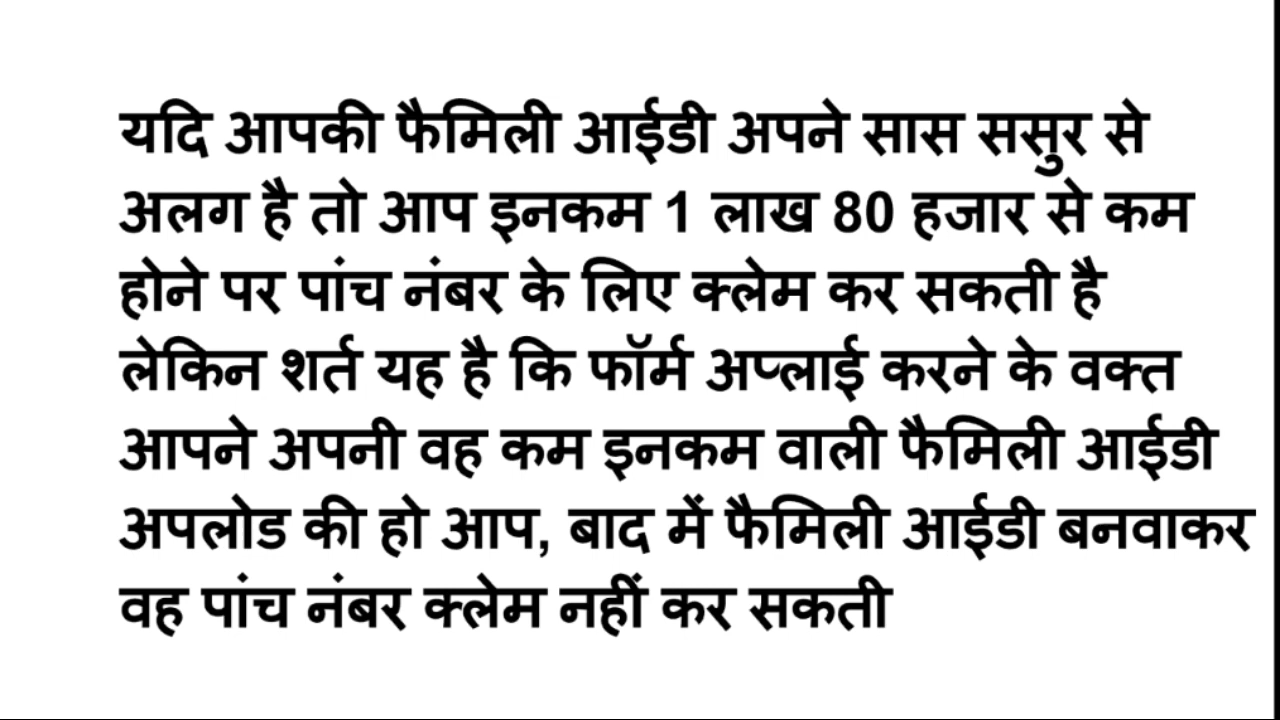 यदि आपकी फैमिली आईडी अपने सास ससुर से
अलग है तो आप इनकम 1 लाख 80 हजार से कम
होने पर पांच नंबर के लिए क्लेम कर सकती है
लेकिन शर्त यह है कि फॉर्म अप्लाई करने के वक्त
आपने अपनी वह कम इनकम वाली फैमिली आईडी
अपलोड की हो आप, बाद में फैमिली आईडी बनवाकर
वह पांच नंबर क्लेम नहीं कर सकती